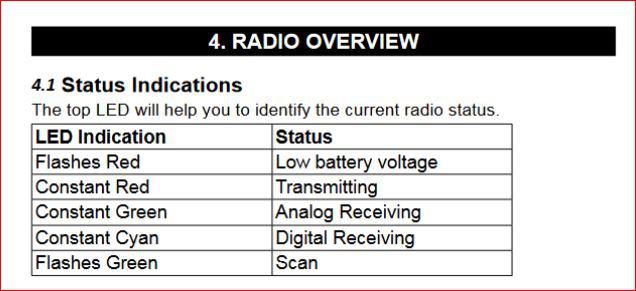 4. RADIO OVERVIEW
4.1 Status Indications
The top LED will help you to identify the current radio status.
LED Indication Status
Flashes Red Low battery voltage
Constant Red Transmitting
Constant Green Analog Receiving
Constant Cyan Digital Receiving
Flashes Green Scan